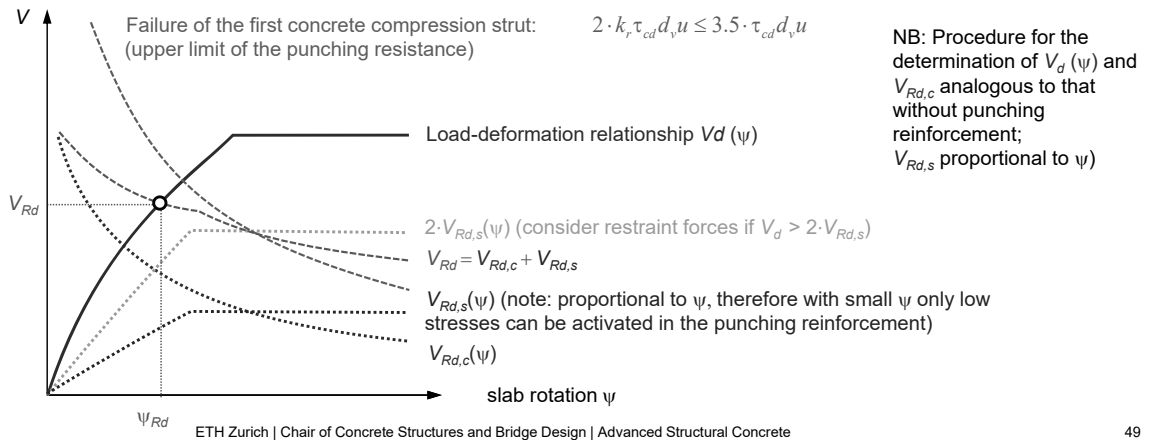 V
Failure of the first concrete compression strut:
(upper limit of the punching resistance)
2·k_rτ_cd d_v u ≤ 3.5·τ_cd d_v u
NB: Procedure for the
determination of V_d (ψ) and
V_Rd,c analogous to that
without punching
reinforcement;
V_Rd,s proportional to ψ)
Load-deformation relationship Vd (ψ)
V_Rd
2·V_Rd,s(ψ) (consider restraint forces if V_d > 2·V_Rd,s)
V_Rd = V_Rd,c + V_Rd,s
V_Rd,s(ψ) (note: proportional to ψ, therefore with small ψ only low
stresses can be activated in the punching reinforcement)
V_Rd,c(ψ)
slab rotation ψ
ψ_Rd
ETH Zurich | Chair of Concrete Structures and Bridge Design | Advanced Structural Concrete
49